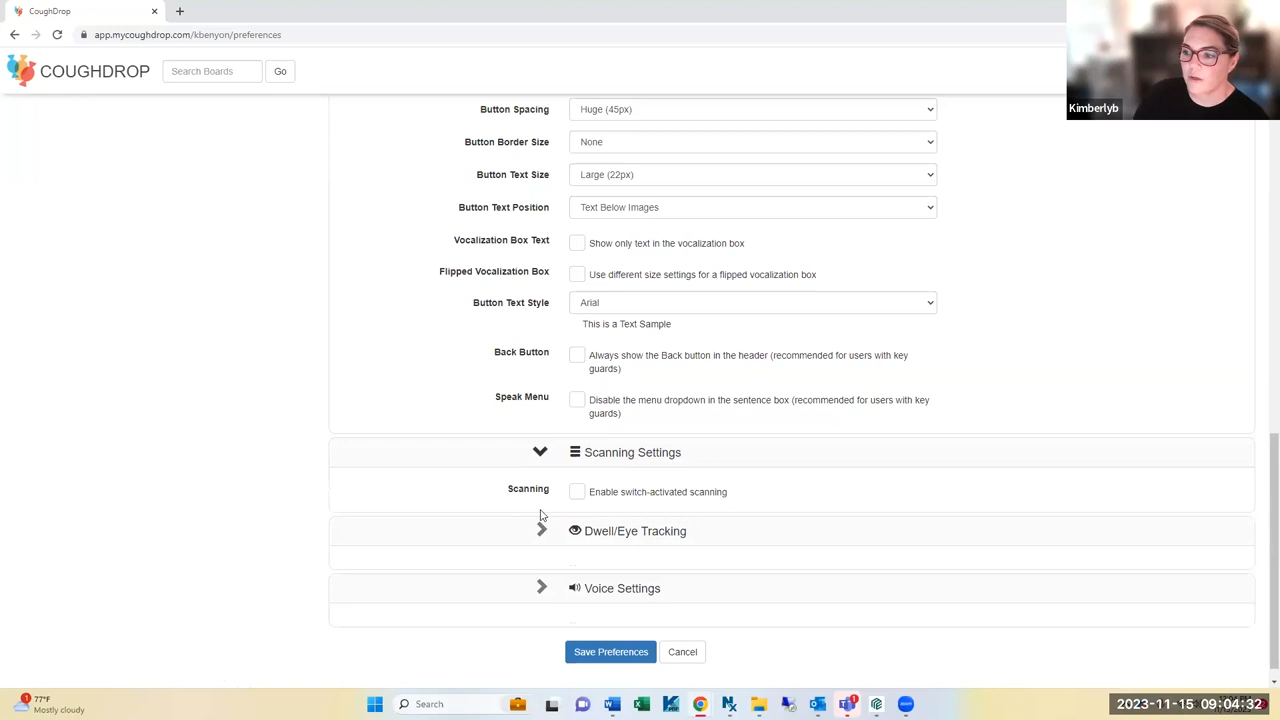 CoughDrop
app.mycoughdrop.com/kbenyon/preferences
COUGHDROP
Search Boards
Go
Kimberlyb
Button Spacing
Huge (45px)
Button Border Size
None
Button Text Size
Large (22px)
Button Text Position
Text Below Images
Vocalization Box Text
Show only text in the vocalization box
Flipped Vocalization Box
Use different size settings for a flipped vocalization box
Button Text Style
Arial
This is a Text Sample
Back Button
Always show the Back button in the header (recommended for users with key
guards)
Speak Menu
Disable the menu dropdown in the sentence box (recommended for users with key
guards)
Scanning Settings
Scanning
Enable switch-activated scanning
Dwell/Eye Tracking
...
Voice Settings
...
Save Preferences
Cancel
1
77°F
Mostly cloudy
Search
1
2023-11-15 09:04:32